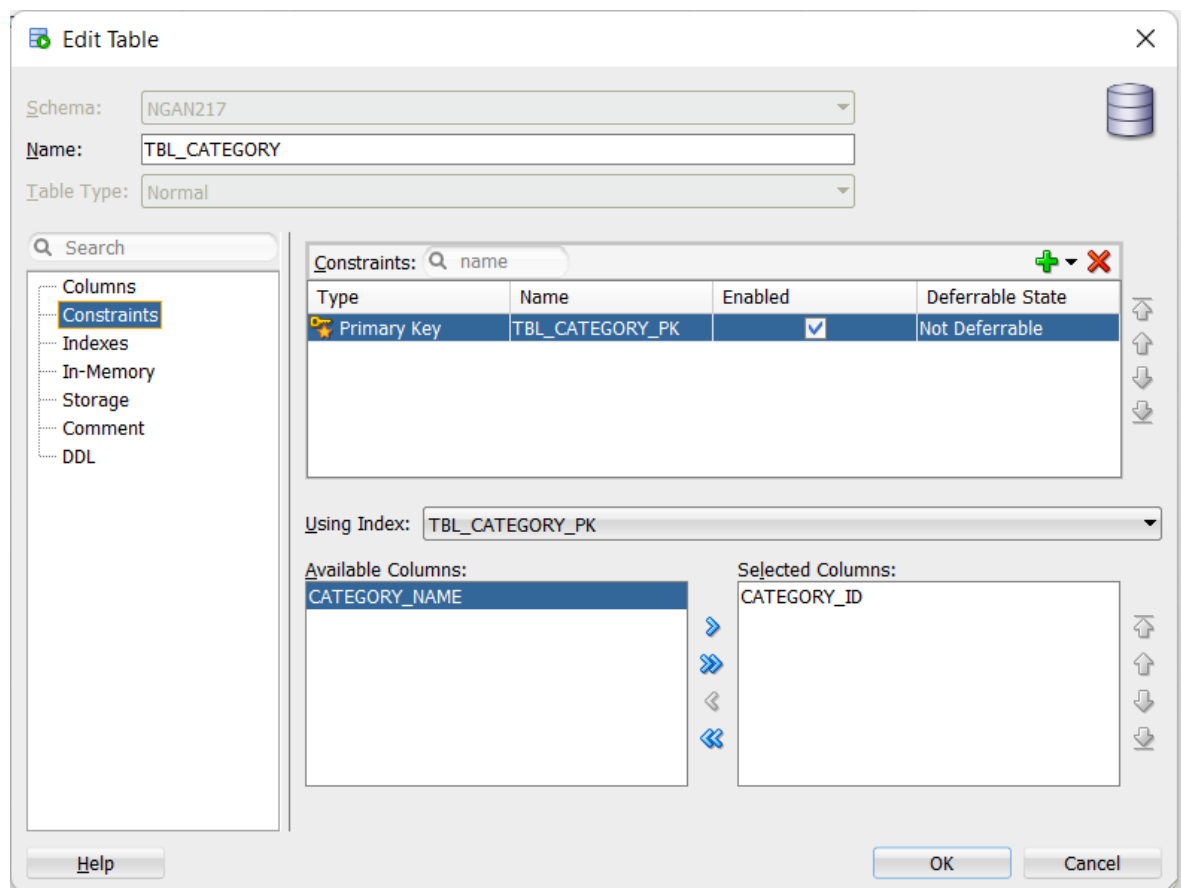 Edit Table
Schema: NGAN217
Name: TBL_CATEGORY
Table Type: Normal
Search
Columns
Constraints
Indexes
In-Memory
Storage
Comment
DDL
Constraints: name
Type Name Enabled Deferrable State
Primary Key TBL_CATEGORY_PK Not Deferrable
Using Index: TBL_CATEGORY_PK
Available Columns: Selected Columns:
CATEGORY_NAME CATEGORY_ID
Help OK Cancel